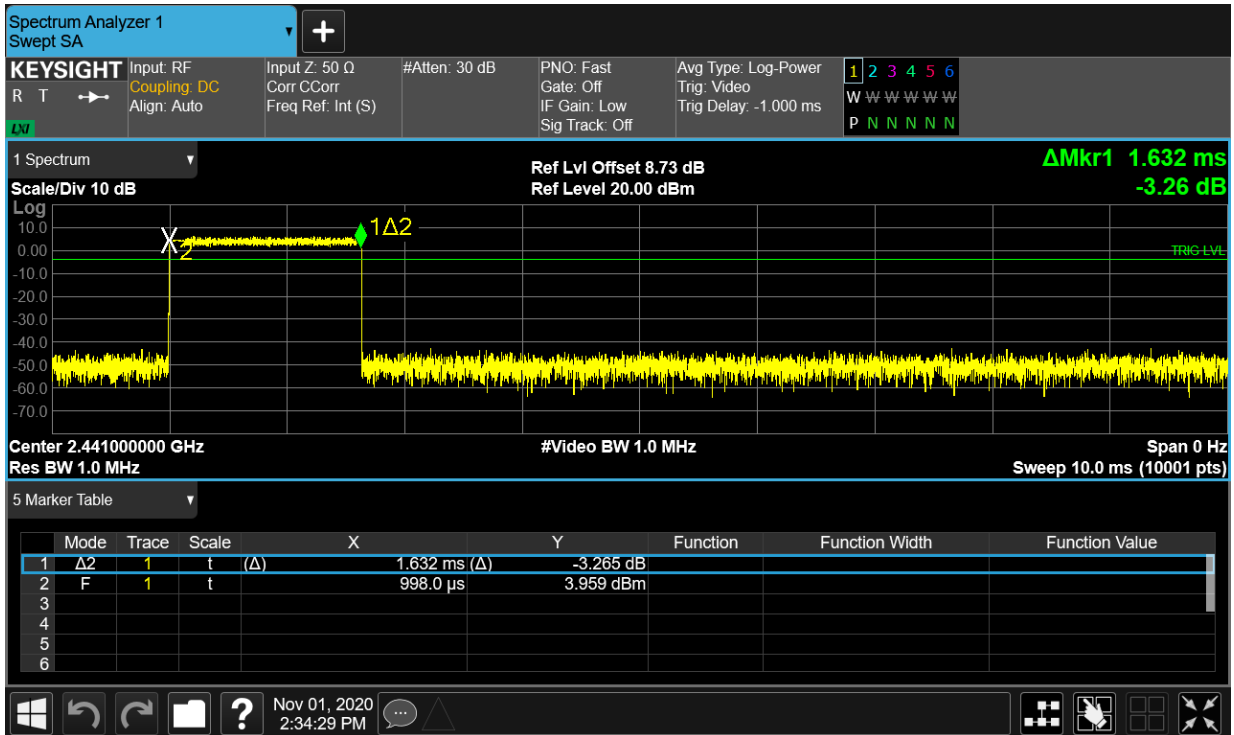 Spectrum Analyzer 1
Swept SA
KEYSIGHT Input: RF Input Z: 50 Ω #Atten: 30 dB PNO: Fast Avg Type: Log-Power 1 2 3 4 5 6
R T Coupling: DC Corr CCorr Gate: Off Trig: Video W W W W W W
Align: Auto Freq Ref: Int (S) IF Gain: Low Trig Delay: -1.000 ms
LXI Sig Track: Off P N N N N N
1 Spectrum Ref Lvl Offset 8.73 dB ΔMkr1 1.632 ms
Scale/Div 10 dB Ref Level 20.00 dBm -3.26 dB
Log
10.0 1Δ2
0.00 2 TRIG LVL
-10.0
-20.0
-30.0
-40.0
-50.0
-60.0
-70.0
Center 2.441000000 GHz #Video BW 1.0 MHz Span 0 Hz
Res BW 1.0 MHz Sweep 10.0 ms (10001 pts)
5 Marker Table
Mode Trace Scale X Y Function Function Width Function Value
1 Δ2 1 t (Δ) 1.632 ms (Δ) -3.265 dB
2 F 1 t 998.0 µs 3.959 dBm
3
4
5
6
? Nov 01, 2020
2:34:29 PM